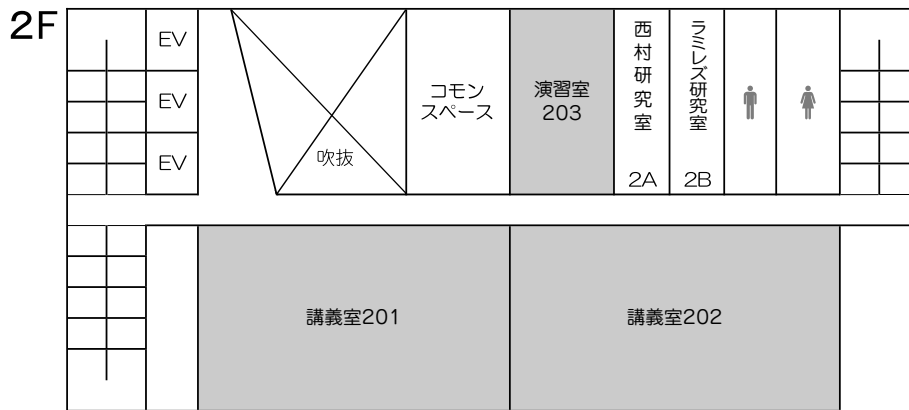 2F
EV
EV
EV
吹抜
コモン
スペース
演習室
203
西村研究室
2A
ラミレズ研究室
2B
講義室201
講義室202